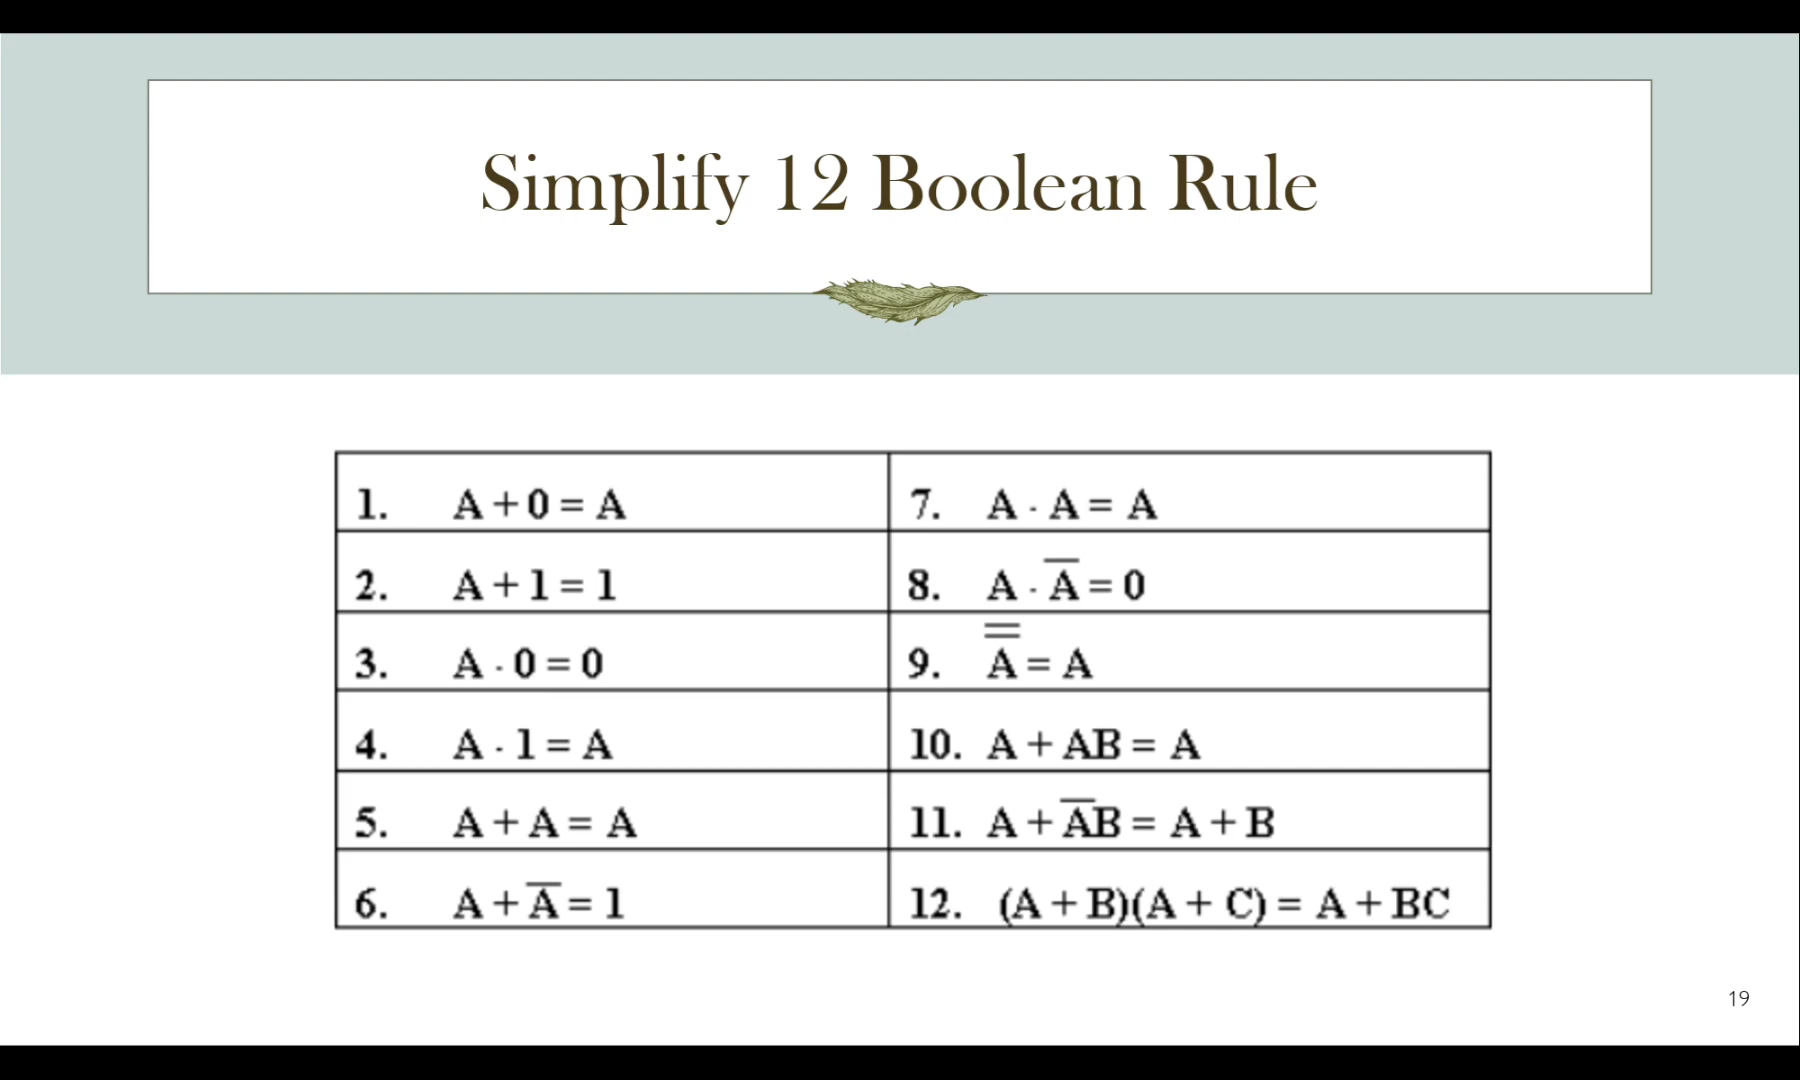 Simplify 12 Boolean Rule
1. A + 0 = A
2. A + 1 = 1
3. A · 0 = 0
4. A · 1 = A
5. A + A = A
6. A + A̅ = 1
7. A · A = A
8. A · A̅ = 0
9. A̿ = A
10. A + AB = A
11. A + A̅B = A + B
12. (A + B)(A + C) = A + BC
19